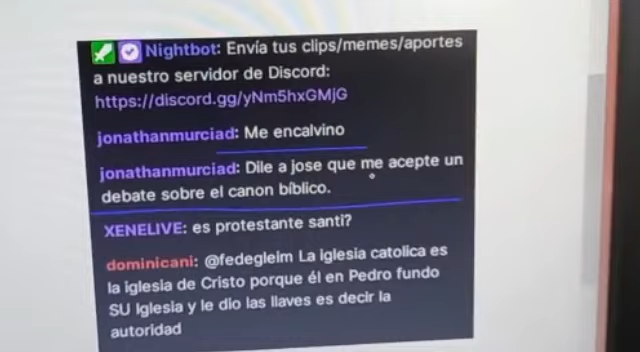 Nightbot: Envía tus clips/memes/aportes
a nuestro servidor de Discord:
https://discord.gg/yNm5hxGMjG
jonathanmurciad: Me encalvino
jonathanmurciad: Dile a jose que me acepte un
debate sobre el canon bíblico.
XENELIVE: es protestante santi?
dominicani: @fedegleim La iglesia catolica es
la iglesia de Cristo porque él en Pedro fundo
SU Iglesia y le dio las llaves es decir la
autoridad